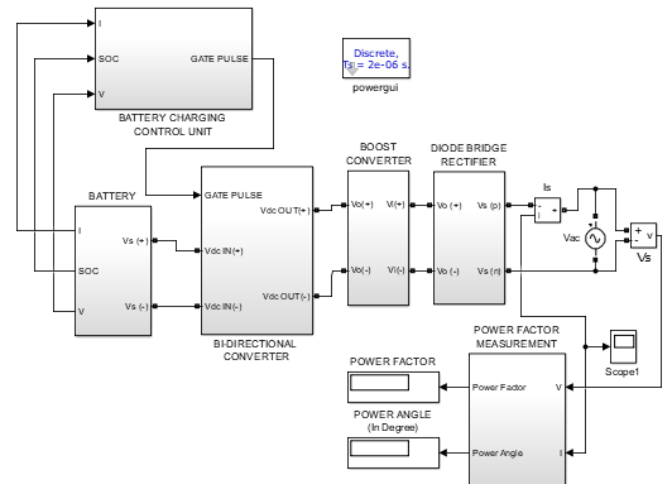 I
SOC
V
GATE PULSE
BATTERY CHARGING
CONTROL UNIT
Discrete,
Ts = 2e-06 s.
powergui
BATTERY
I
SOC
V
Vs (+)
Vs (-)
GATE PULSE
Vdc IN(+)
Vdc IN(-)
Vdc OUT(+)
Vdc OUT(-)
BI-DIRECTIONAL
CONVERTER
BOOST
CONVERTER
Vo(+)
Vo(-)
Vi(+)
Vi(-)
DIODE BRIDGE
RECTIFIER
Vo (+)
Vo (-)
Vs (p)
Vs (n)
Is
-
i
+
Vac
+
-
v
Vs
Scope1
POWER FACTOR
MEASUREMENT
Power Factor
Power Angle
V
I
POWER FACTOR
POWER ANGLE
(In Degree)